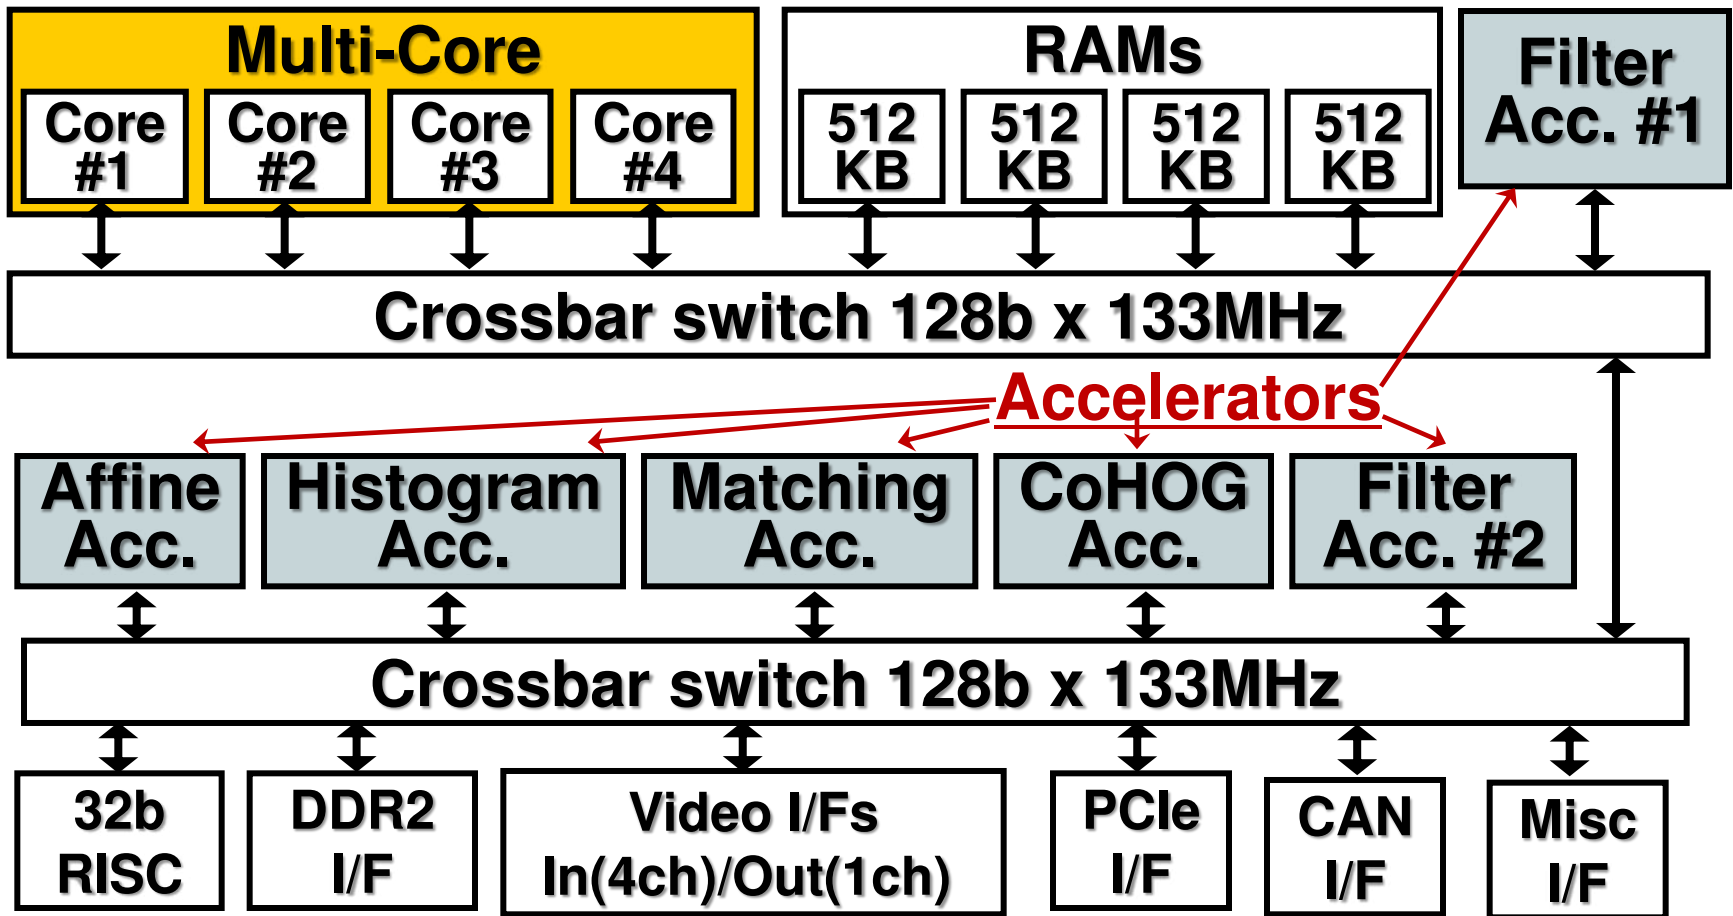 Multi-Core
Core
#1
Core
#2
Core
#3
Core
#4
RAMs
512
KB
512
KB
512
KB
512
KB
Filter
Acc. #1
Crossbar switch 128b x 133MHz
Accelerators
Affine
Acc.
Histogram
Acc.
Matching
Acc.
CoHOG
Acc.
Filter
Acc. #2
Crossbar switch 128b x 133MHz
32b
RISC
DDR2
I/F
Video I/Fs
In(4ch)/Out(1ch)
PCIe
I/F
CAN
I/F
Misc
I/F